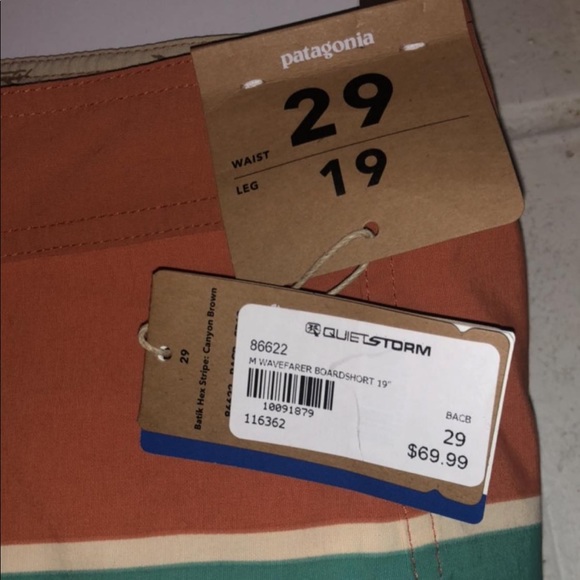 patagonia
29
WAIST
LEG
19
QUIETSTORM
86622
M WAVEFARER BOARDSHORT 19"
10091879
116362
BACB
29
$69.99
29
Batik Hex Stripe: Canyon Brown
86622